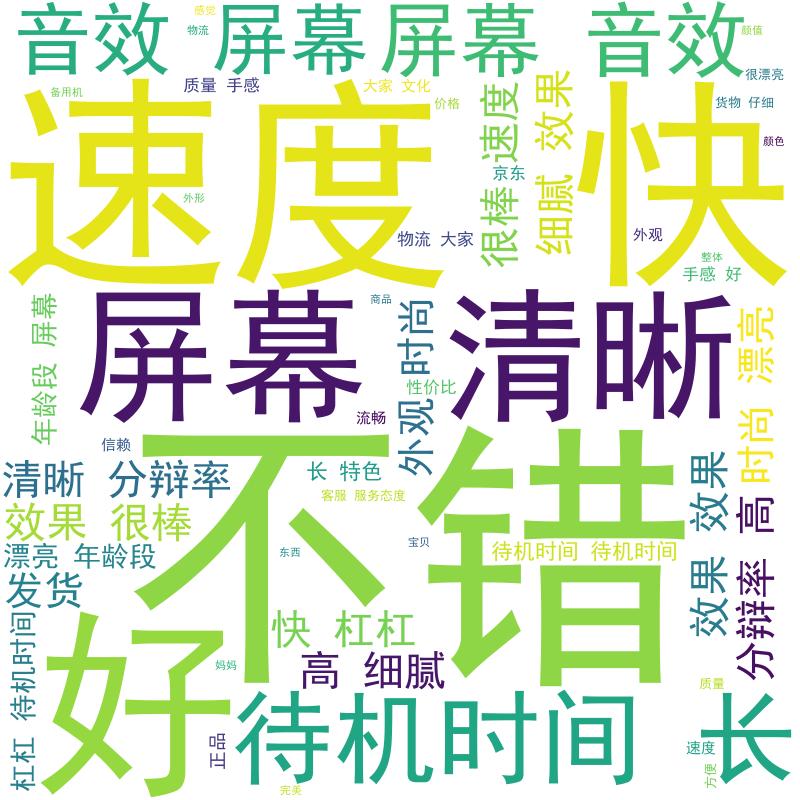 感觉
音效 屏幕
屏幕 音效
物流
颜值
质量 手感
大家 文化
很漂亮
备用机
价格
货物 仔细
速度 快
很棒 速度
细腻 效果
颜色
京东
外形
物流 大家
外观
整体
手感 好
屏幕 清晰
商品
年龄段 屏幕
外观 时尚
时尚 漂亮
性价比
流畅
不错
信赖
清晰 分辩率
长 特色
效果 效果
分辩率 高
客服 服务态度
效果 很棒
宝贝
漂亮 年龄段
东西
待机时间 待机时间
发货
好
快 杠杠
杠杠 待机时间
高 细腻
妈妈
质量
待机时间 长
正品
速度
方便
完美